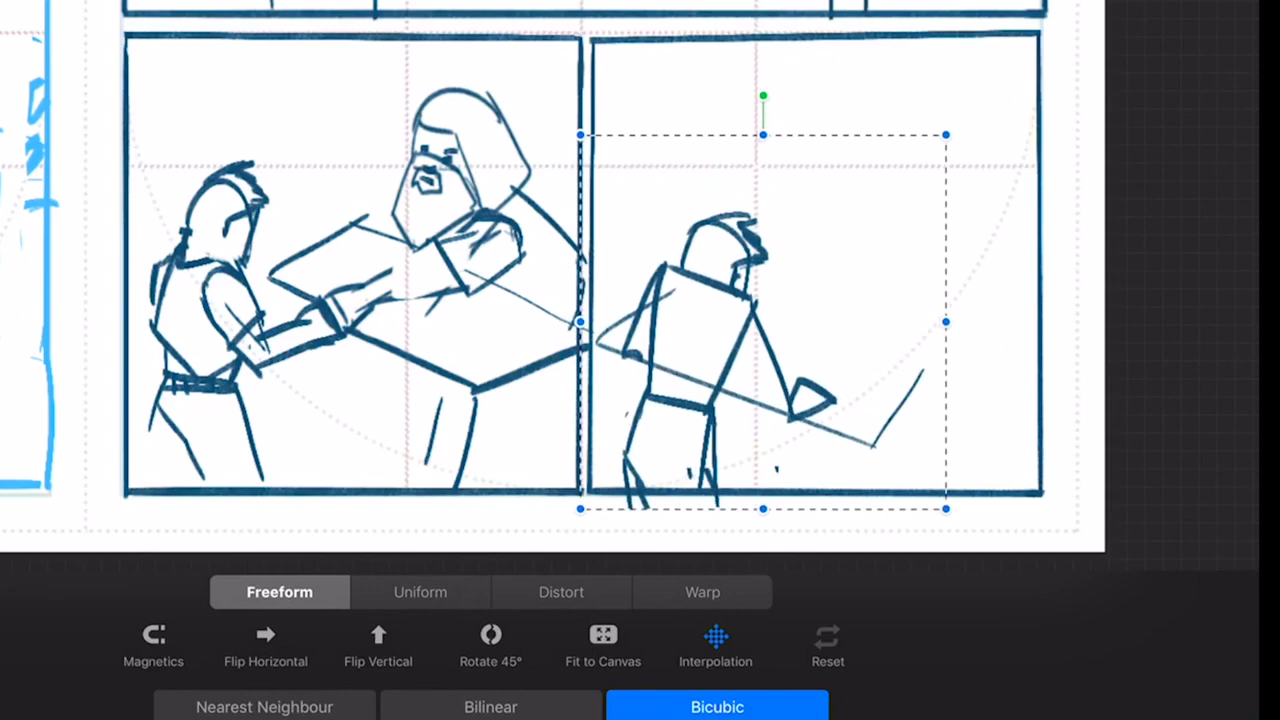 Freeform Uniform Distort Warp
Magnetics Flip Horizontal Flip Vertical Rotate 45° Fit to Canvas Interpolation Reset
Nearest Neighbour Bilinear Bicubic